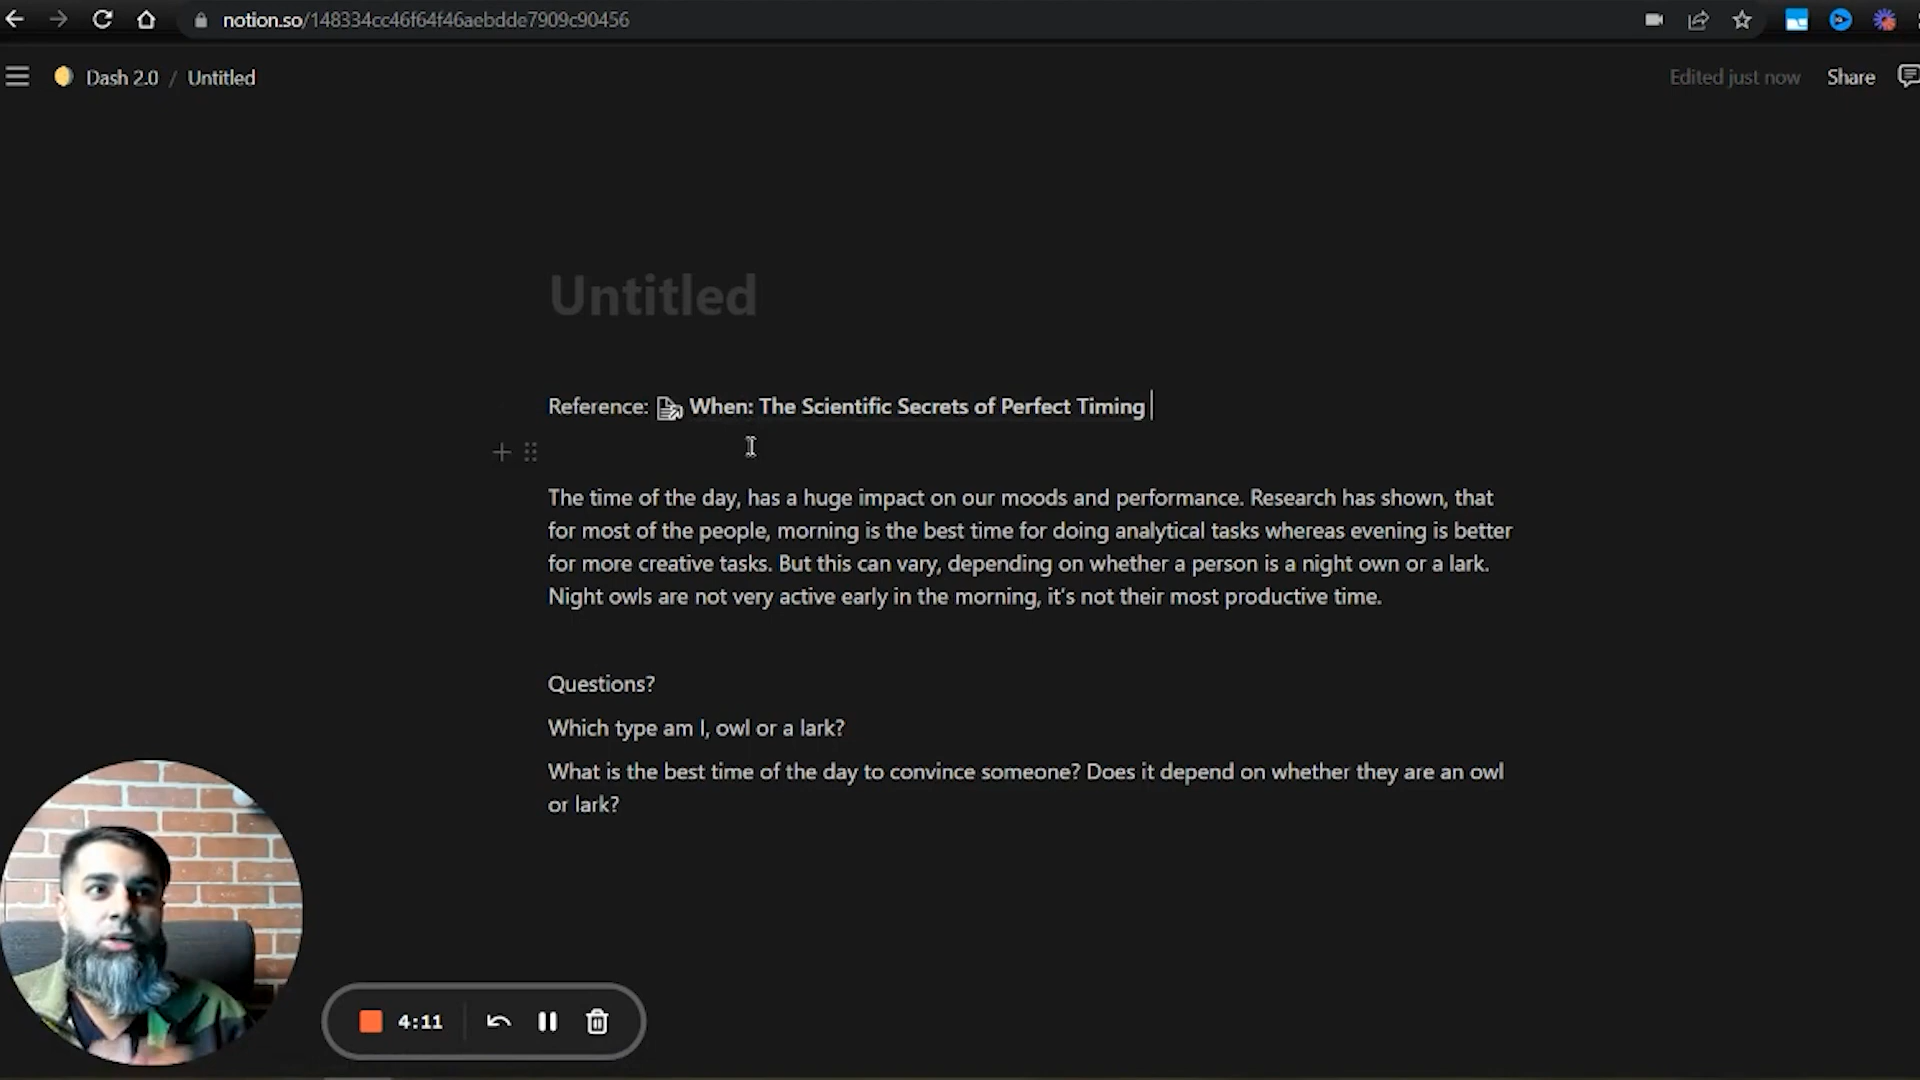 notion.so/148334cc46f64f46aebdde7909c90456
Dash 2.0 / Untitled
Edited just now Share
Untitled
Reference: When: The Scientific Secrets of Perfect Timing
The time of the day, has a huge impact on our moods and performance. Research has shown, that
for most of the people, morning is the best time for doing analytical tasks whereas evening is better
for more creative tasks. But this can vary, depending on whether a person is a night own or a lark.
Night owls are not very active early in the morning, it's not their most productive time.
Questions?
Which type am I, owl or a lark?
What is the best time of the day to convince someone? Does it depend on whether they are an owl
or lark?
4:11